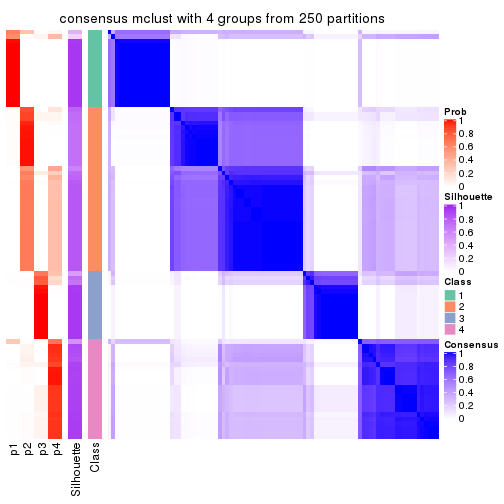 consensus mclust with 4 groups from 250 partitions
Prob
1
0.8
0.6
0.4
0.2
0
Silhouette
1
0.8
0.6
0.4
0.2
0
Class
1
2
3
4
Consensus
1
0.8
0.6
0.4
0.2
0
p1
p2
p3
p4
Silhouette
Class